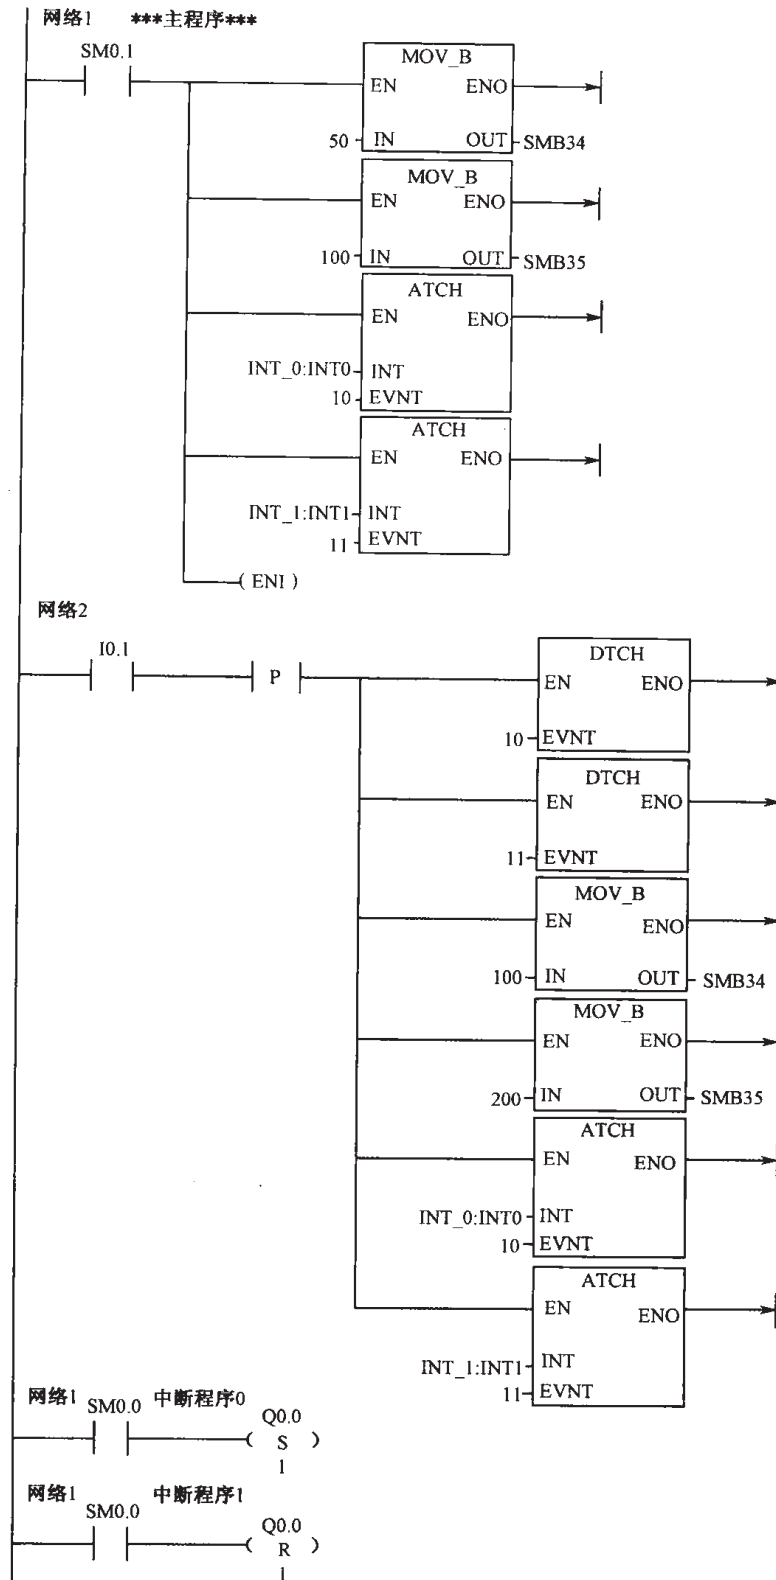 网络1 ***主程序***
SM0.1
MOV_B
EN ENO
50 IN OUT SMB34
MOV_B
EN ENO
100 IN OUT SMB35
ATCH
EN ENO
INT_0:INT0 INT
10 EVNT
ATCH
EN ENO
INT_1:INT1 INT
11 EVNT
(ENI)
网络2
I0.1
P
DTCH
EN ENO
10 EVNT
DTCH
EN ENO
11 EVNT
MOV_B
EN ENO
100 IN OUT SMB34
MOV_B
EN ENO
200 IN OUT SMB35
ATCH
EN ENO
INT_0:INT0 INT
10 EVNT
ATCH
EN ENO
INT_1:INT1 INT
11 EVNT
网络1 SM0.0 中断程序0
Q0.0
( S )
1
网络1 SM0.0 中断程序1
Q0.0
( R )
1